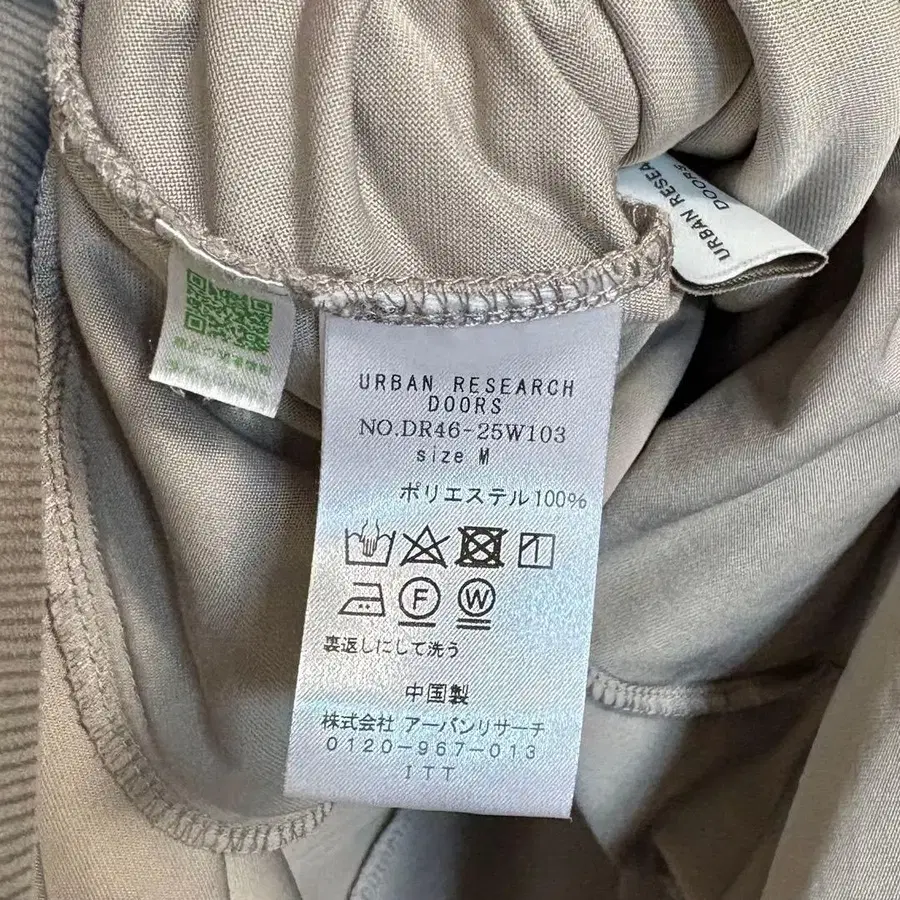 URBAN RESEARCH
DOORS
URBAN RESEARCH
DOORS
NO.DR46-25W103
size M
ポリエステル100%
F
W
裏返しにして洗う
中国製
株式会社 アーバンリサーチ
0120-967-013
ITT